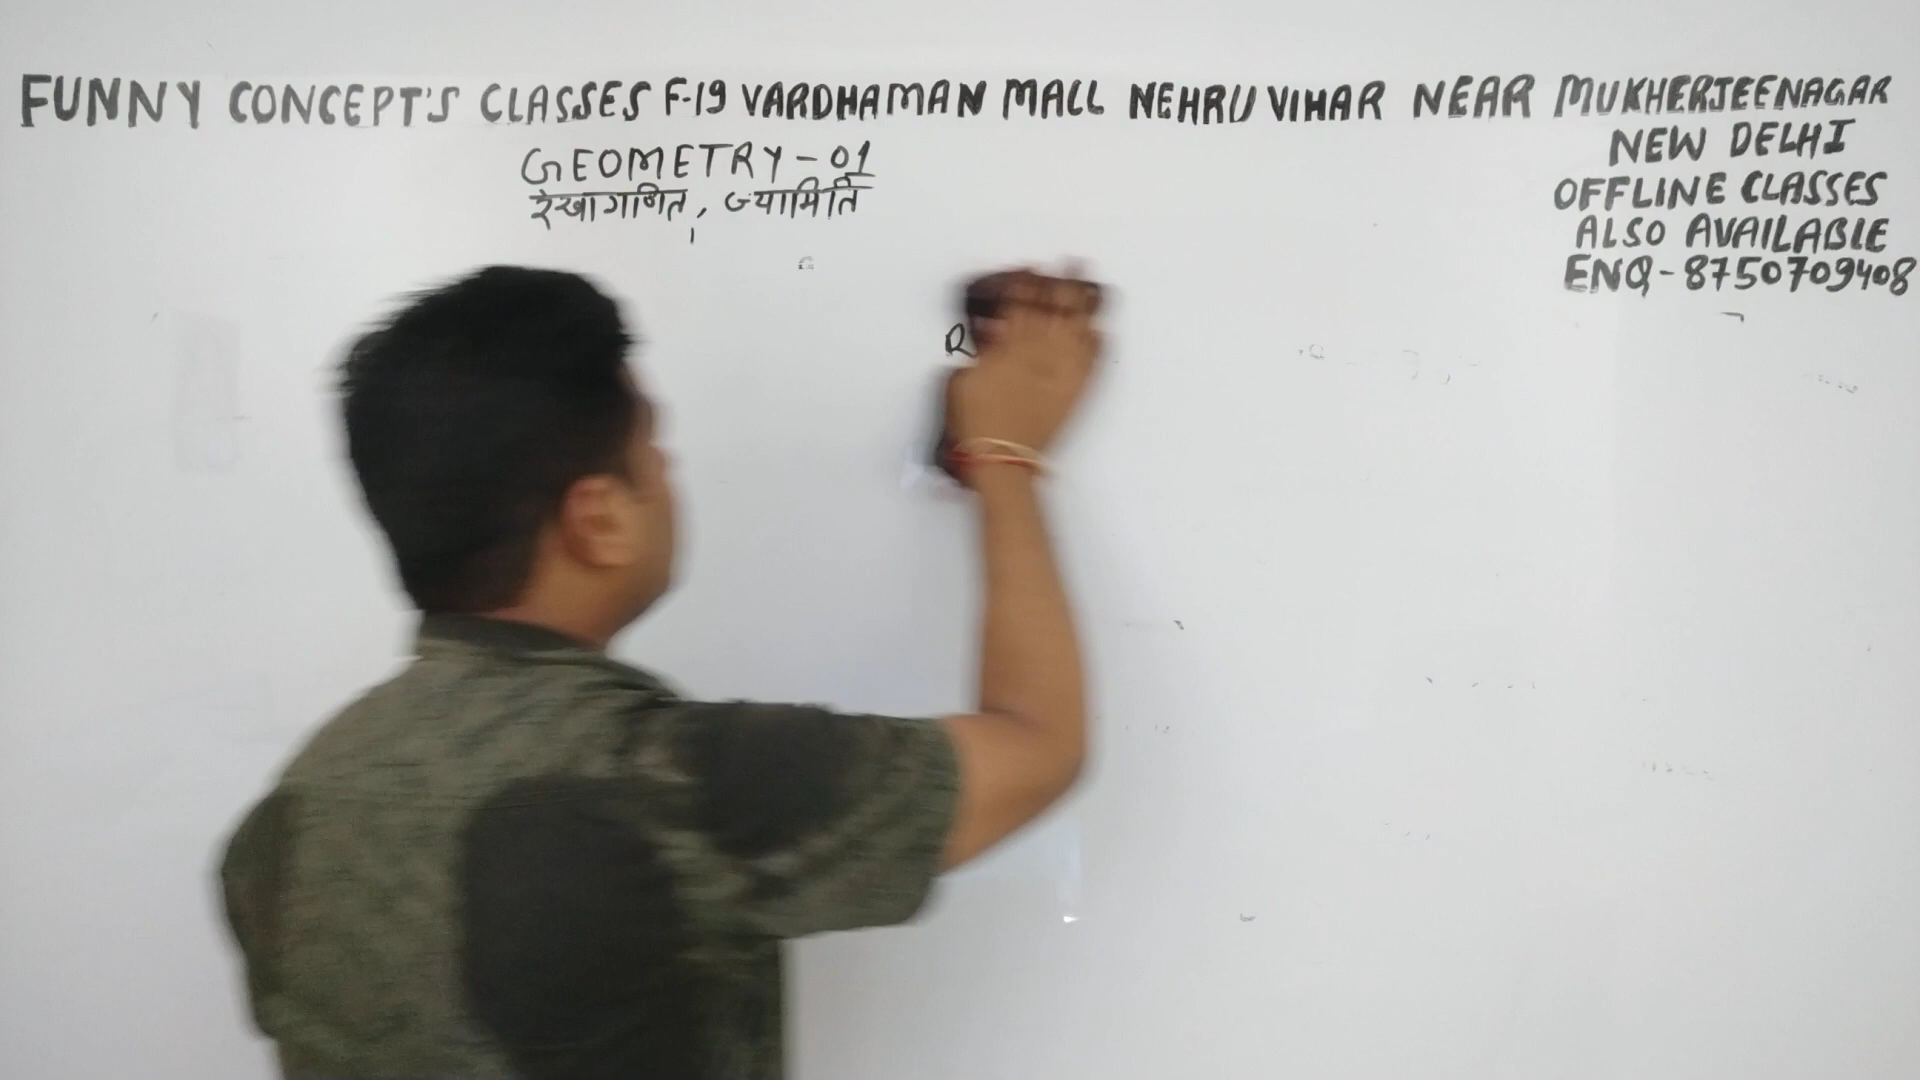 FUNNY CONCEPT'S CLASSES F-19 VARDHAMAN MALL NEHRU VIHAR NEAR MUKHERJEENAGAR
NEW DELHI
OFFLINE CLASSES
ALSO AVAILABLE
ENQ-8750709408
GEOMETRY-01
रेखागणित, ज्यामिति
R